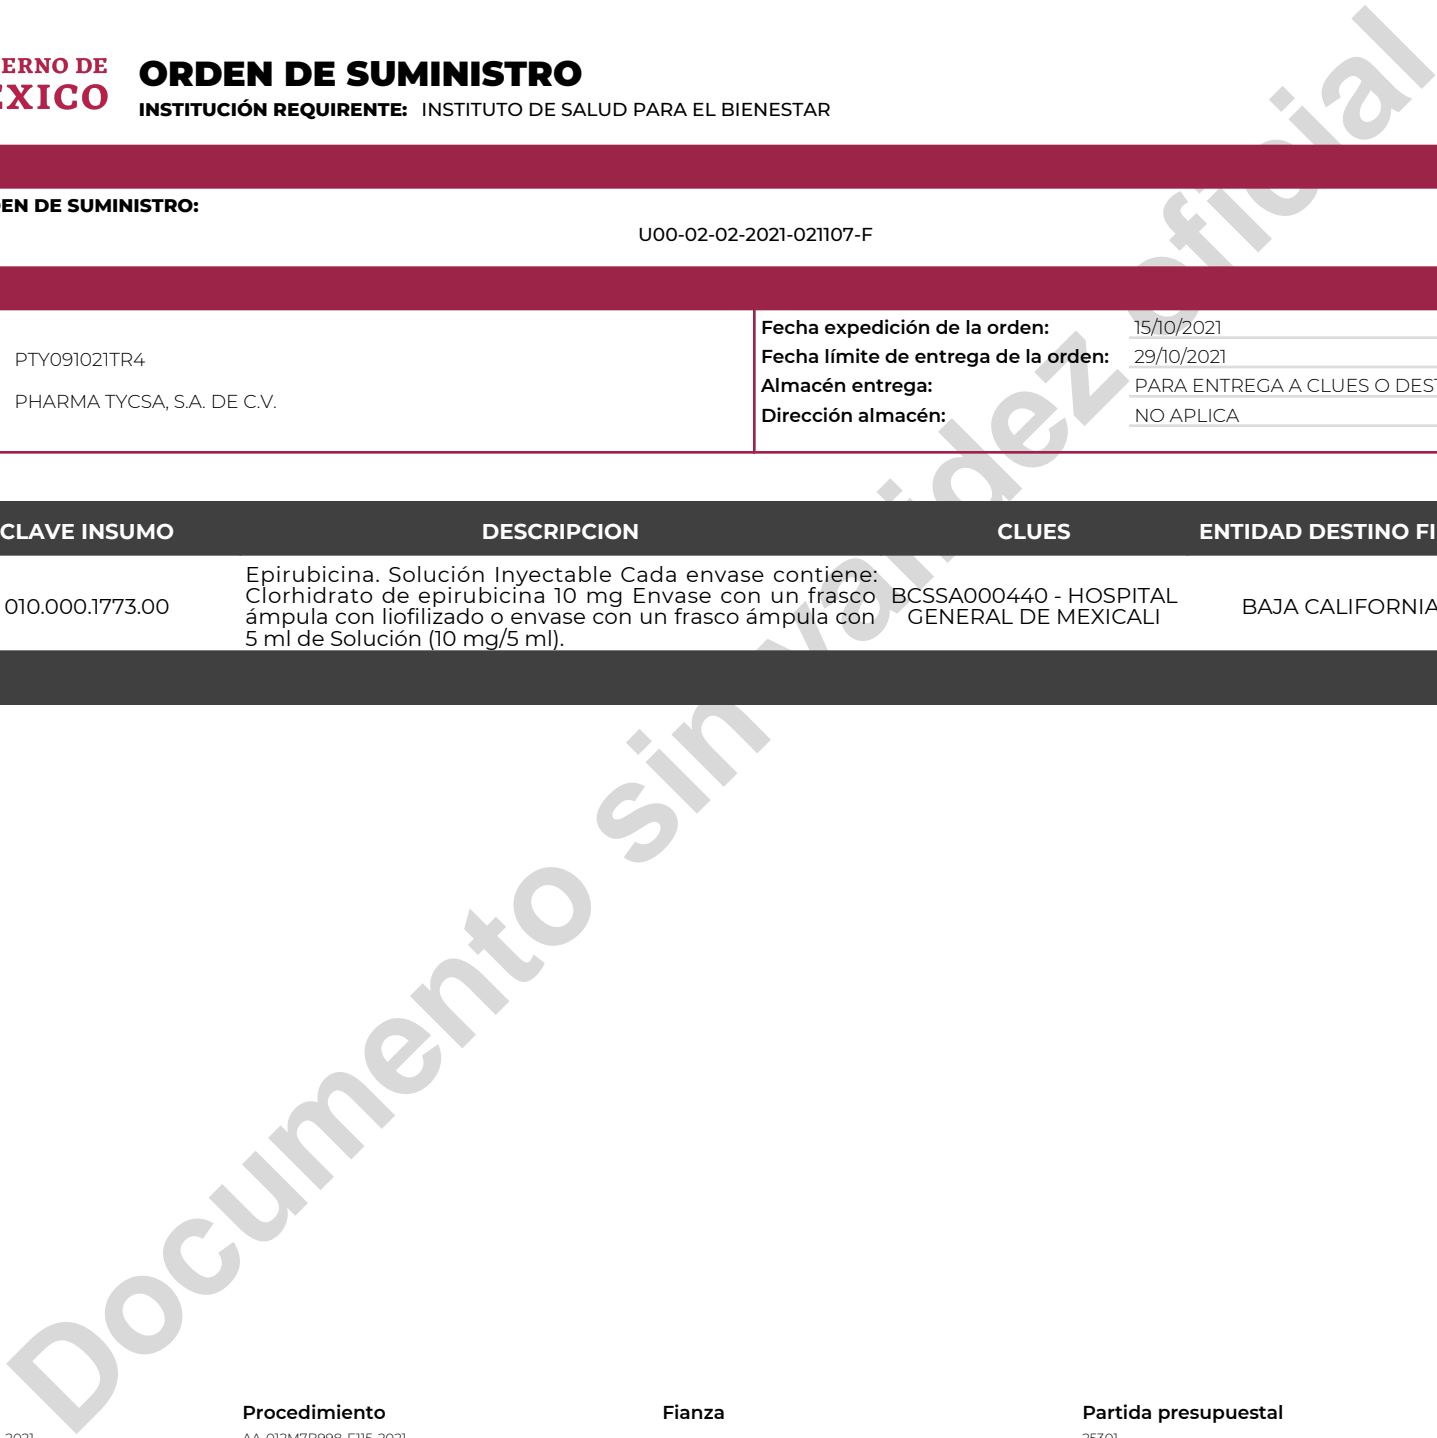 ERNO DE
EXICO
ORDEN DE SUMINISTRO
INSTITUCIÓN REQUIRENTE: INSTITUTO DE SALUD PARA EL BIENESTAR
EN DE SUMINISTRO:
U00-02-02-2021-021107-F
PTY091021TR4
PHARMA TYCSA, S.A. DE C.V.
Fecha expedición de la orden: 15/10/2021
Fecha límite de entrega de la orden: 29/10/2021
Almacén entrega: PARA ENTREGA A CLUES O DEST
Dirección almacén: NO APLICA
CLAVE INSUMO DESCRIPCION CLUES ENTIDAD DESTINO FI
010.000.1773.00
Epirubicina. Solución Inyectable Cada envase contiene:
Clorhidrato de epirubicina 10 mg Envase con un frasco
ámpula con liofilizado o envase con un frasco ámpula con
5 ml de Solución (10 mg/5 ml).
BCSSA000440 - HOSPITAL
GENERAL DE MEXICALI
BAJA CALIFORNIA
Documento sin validez oficial
Procedimiento Fianza Partida presupuestal